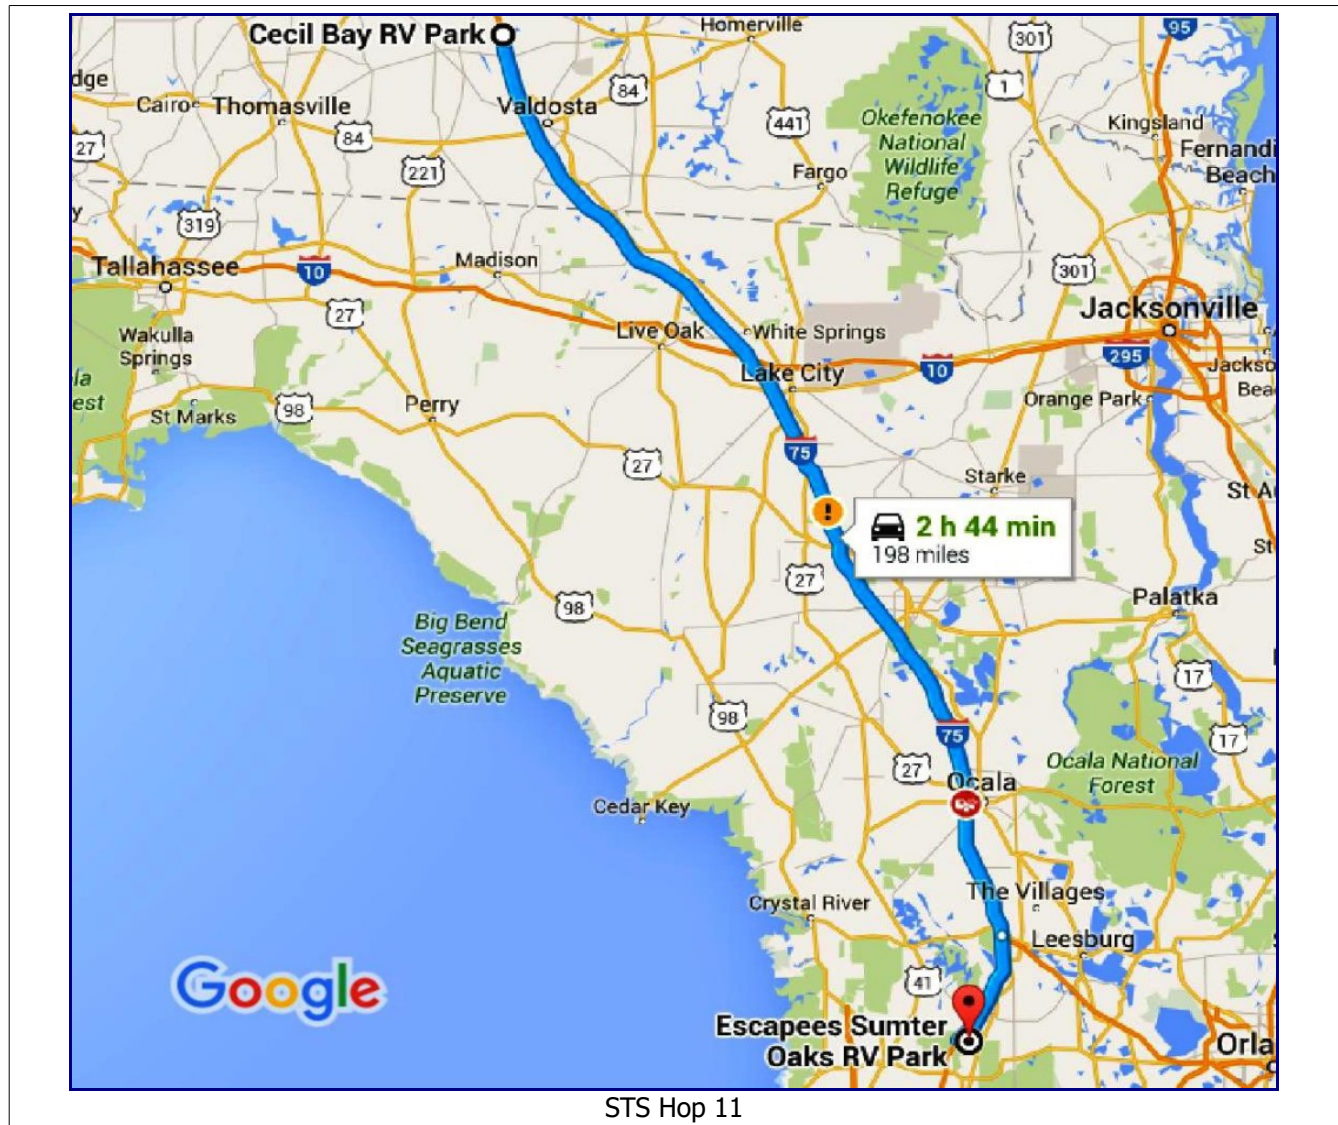 Cecil Bay RV Park
Homerville
301
95
dge
Cairo
Thomasville
Valdosta
84
1
27
84
441
Okefenokee
National
Wildlife
Refuge
Kingsland
Fernandi
Beach
221
Fargo
y
319
Tallahassee
10
Madison
301
27
Jacksonville
Wakulla
Springs
Live Oak
White Springs
295
Jackso
Bea
la
est
St Marks
98
Perry
Lake City
10
Orange Park
75
27
Starke
St A
2 h 44 min
198 miles
St
27
98
Palatka
Big Bend
Seagrasses
Aquatic
Preserve
17
98
75
17
27
Ocala
Ocala National
Forest
Cedar Key
The Villages
Crystal River
Leesburg
Google
41
Escapees Sumter
Oaks RV Park
Orla
STS Hop 11